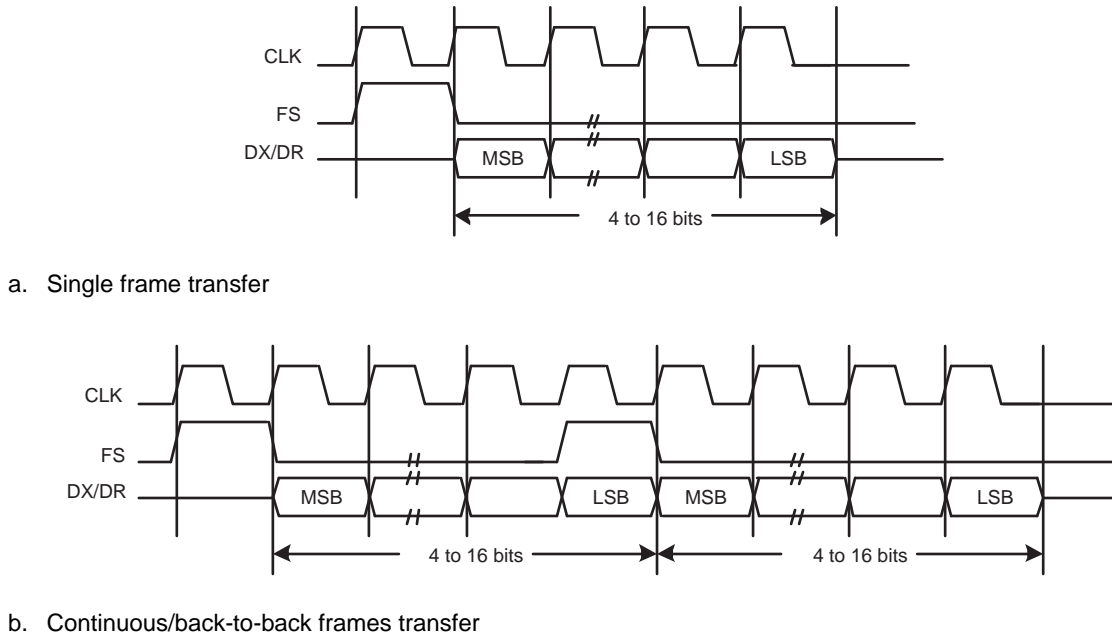 CLK
FS
DX/DR
MSB
LSB
4 to 16 bits
a. Single frame transfer
CLK
FS
DX/DR
MSB
LSB
MSB
LSB
4 to 16 bits
4 to 16 bits
b. Continuous/back-to-back frames transfer